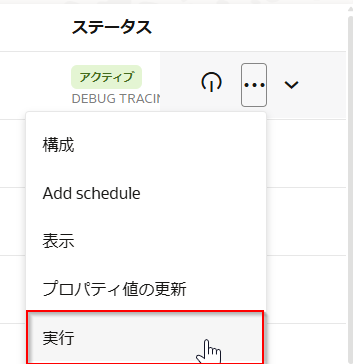 ステータス
アクティブ
DEBUG TRACIN
構成
Add schedule
表示
プロパティ値の更新
実行